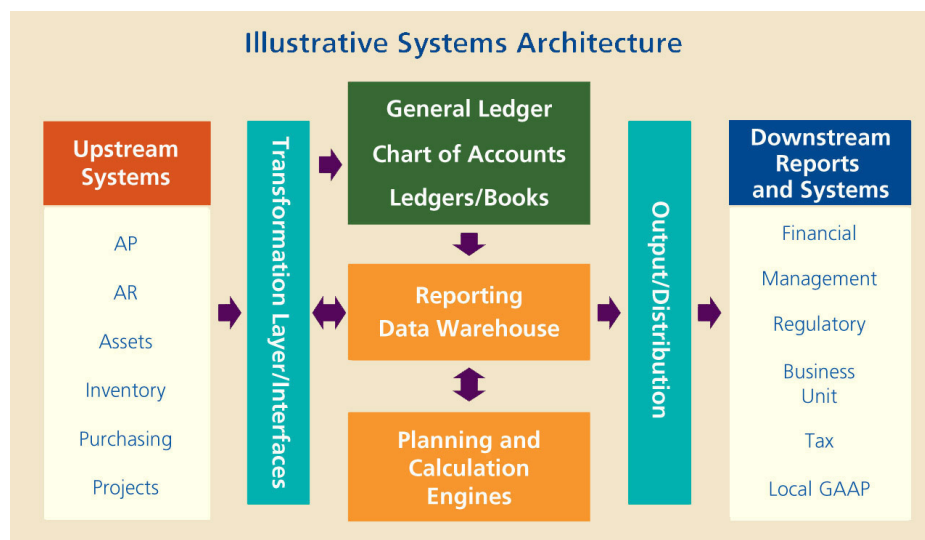 Illustrative Systems Architecture
Upstream
Systems
AP
AR
Assets
Inventory
Purchasing
Projects
Transformation Layer/Interfaces
General Ledger
Chart of Accounts
Ledgers/Books
Reporting
Data Warehouse
Planning and
Calculation
Engines
Output/Distribution
Downstream
Reports
and Systems
Financial
Management
Regulatory
Business
Unit
Tax
Local GAAP